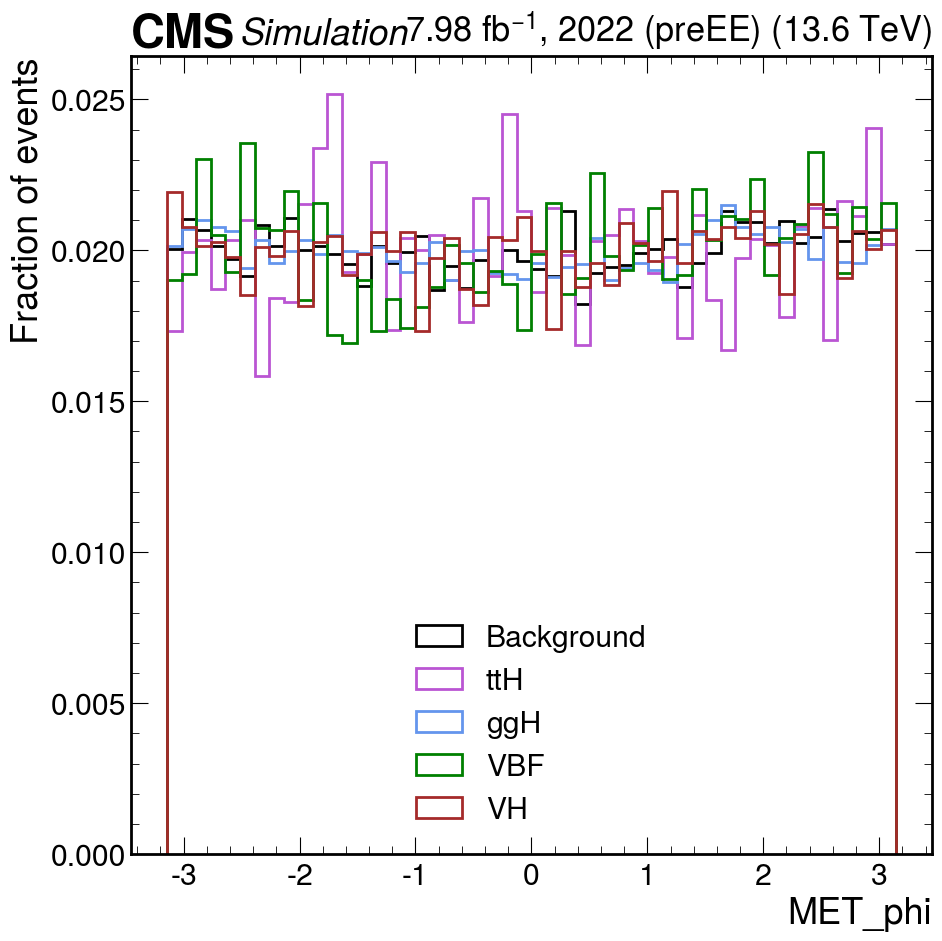 CMS Simulation 7.98 fb⁻¹, 2022 (preEE) (13.6 TeV)
Fraction of events
0.025
0.020
0.015
0.010
0.005
0.000
Background
ttH
ggH
VBF
VH
-3 -2 -1 0 1 2 3
MET_phi